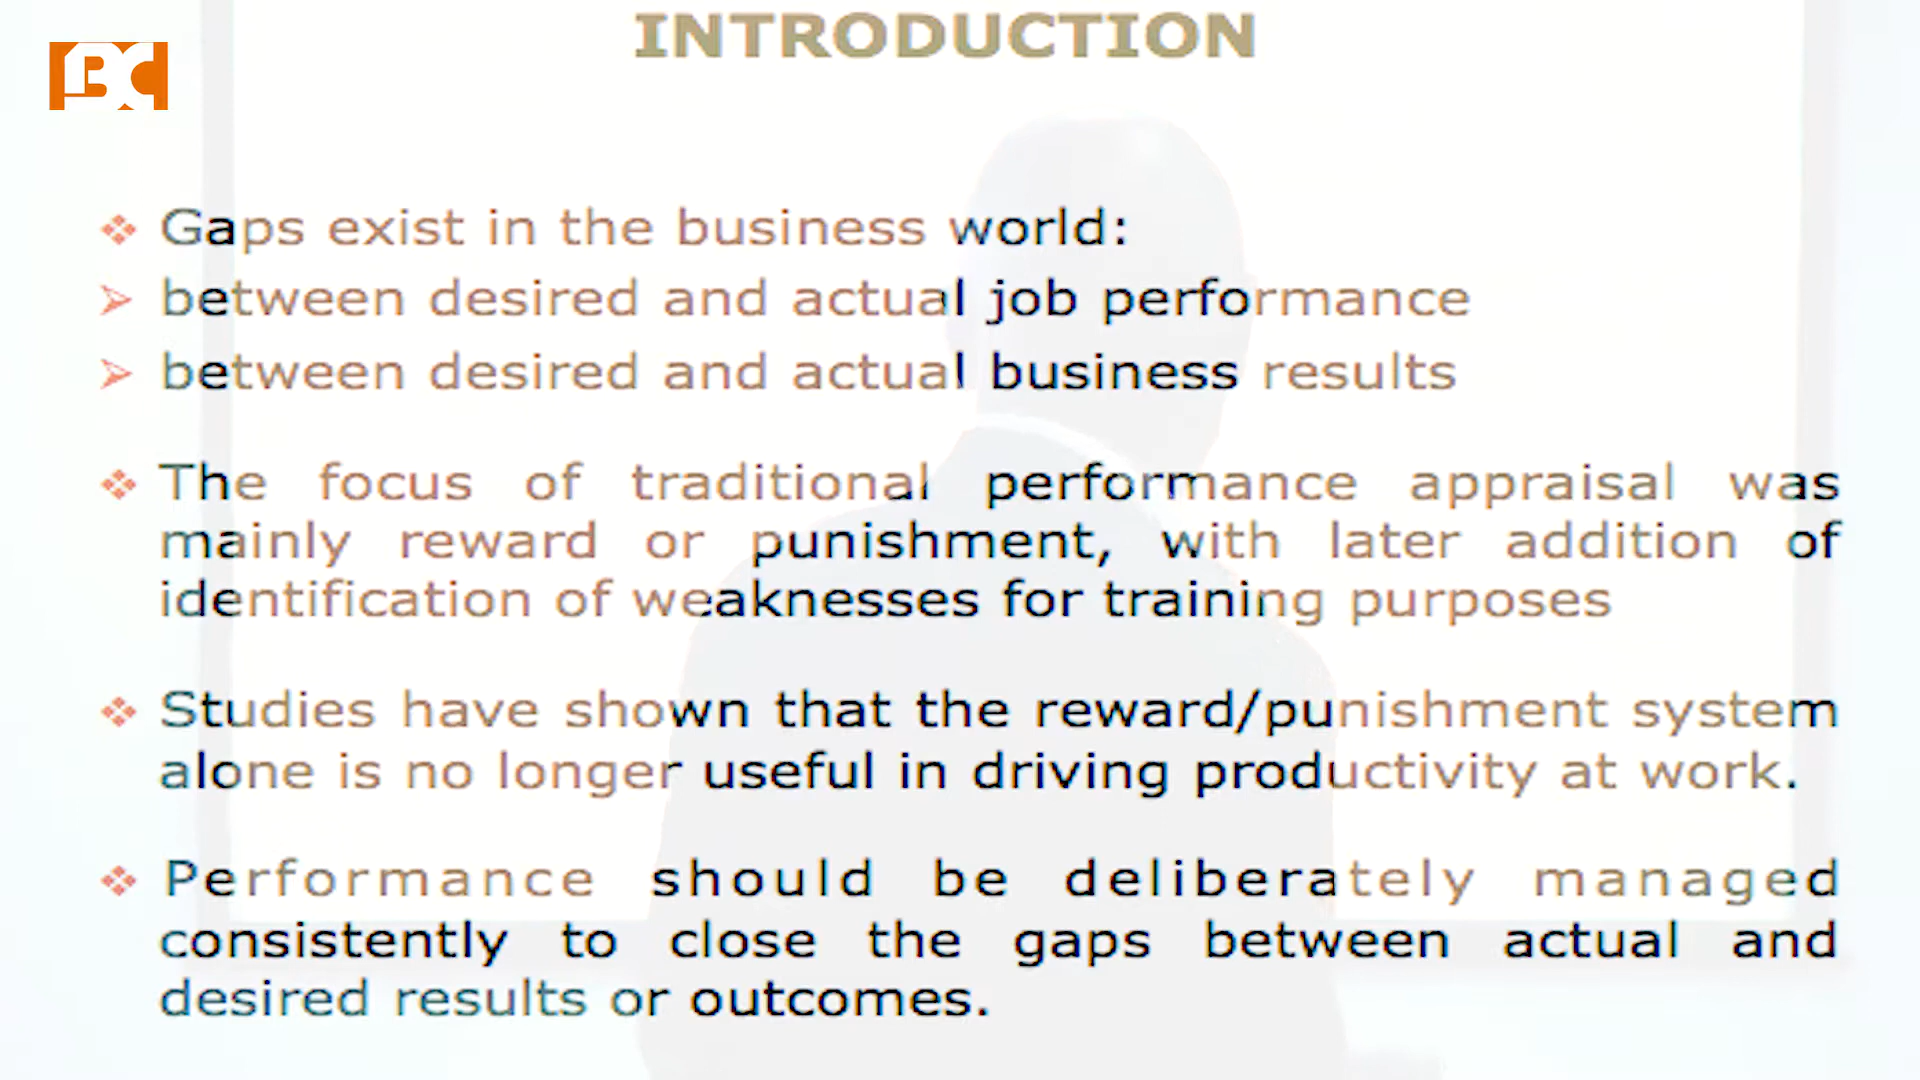 INTRODUCTION
BC
Gaps exist in the business world:
between desired and actual job performance
between desired and actual business results
The focus of traditional performance appraisal was
mainly reward or punishment, with later addition of
identification of weaknesses for training purposes
Studies have shown that the reward/punishment system
alone is no longer useful in driving productivity at work.
Performance should be deliberately managed
consistently to close the gaps between actual and
desired results or outcomes.